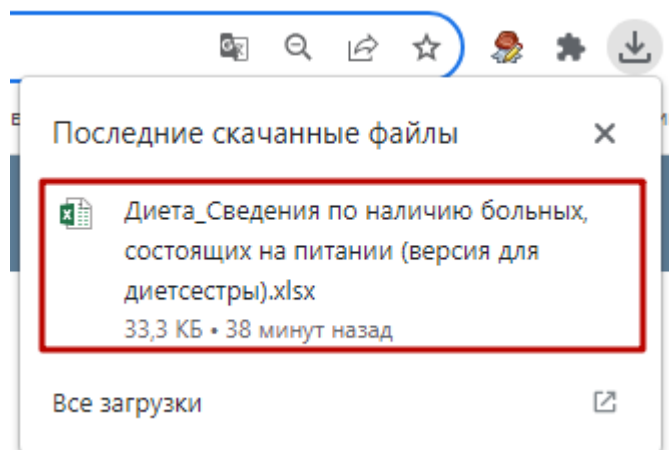 Последние скачанные файлы
Диета_Сведения по наличию больных,
состоящих на питании (версия для
диетсестры).xlsx
33,3 КБ • 38 минут назад
Все загрузки